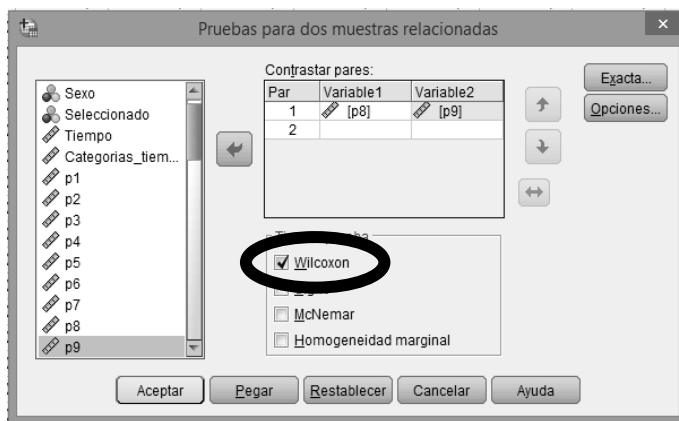 Pruebas para dos muestras relacionadas
Contrastar pares:
Sexo
Seleccionado
Tiempo
Categorias_tiem...
p1
p2
p3
p4
p5
p6
p7
p8
p9
Par Variable1 Variable2
1 [p8] [p9]
2
Exacta...
Opciones...
Wilcoxon
McNemar
Homogeneidad marginal
Aceptar Pegar Restablecer Cancelar Ayuda